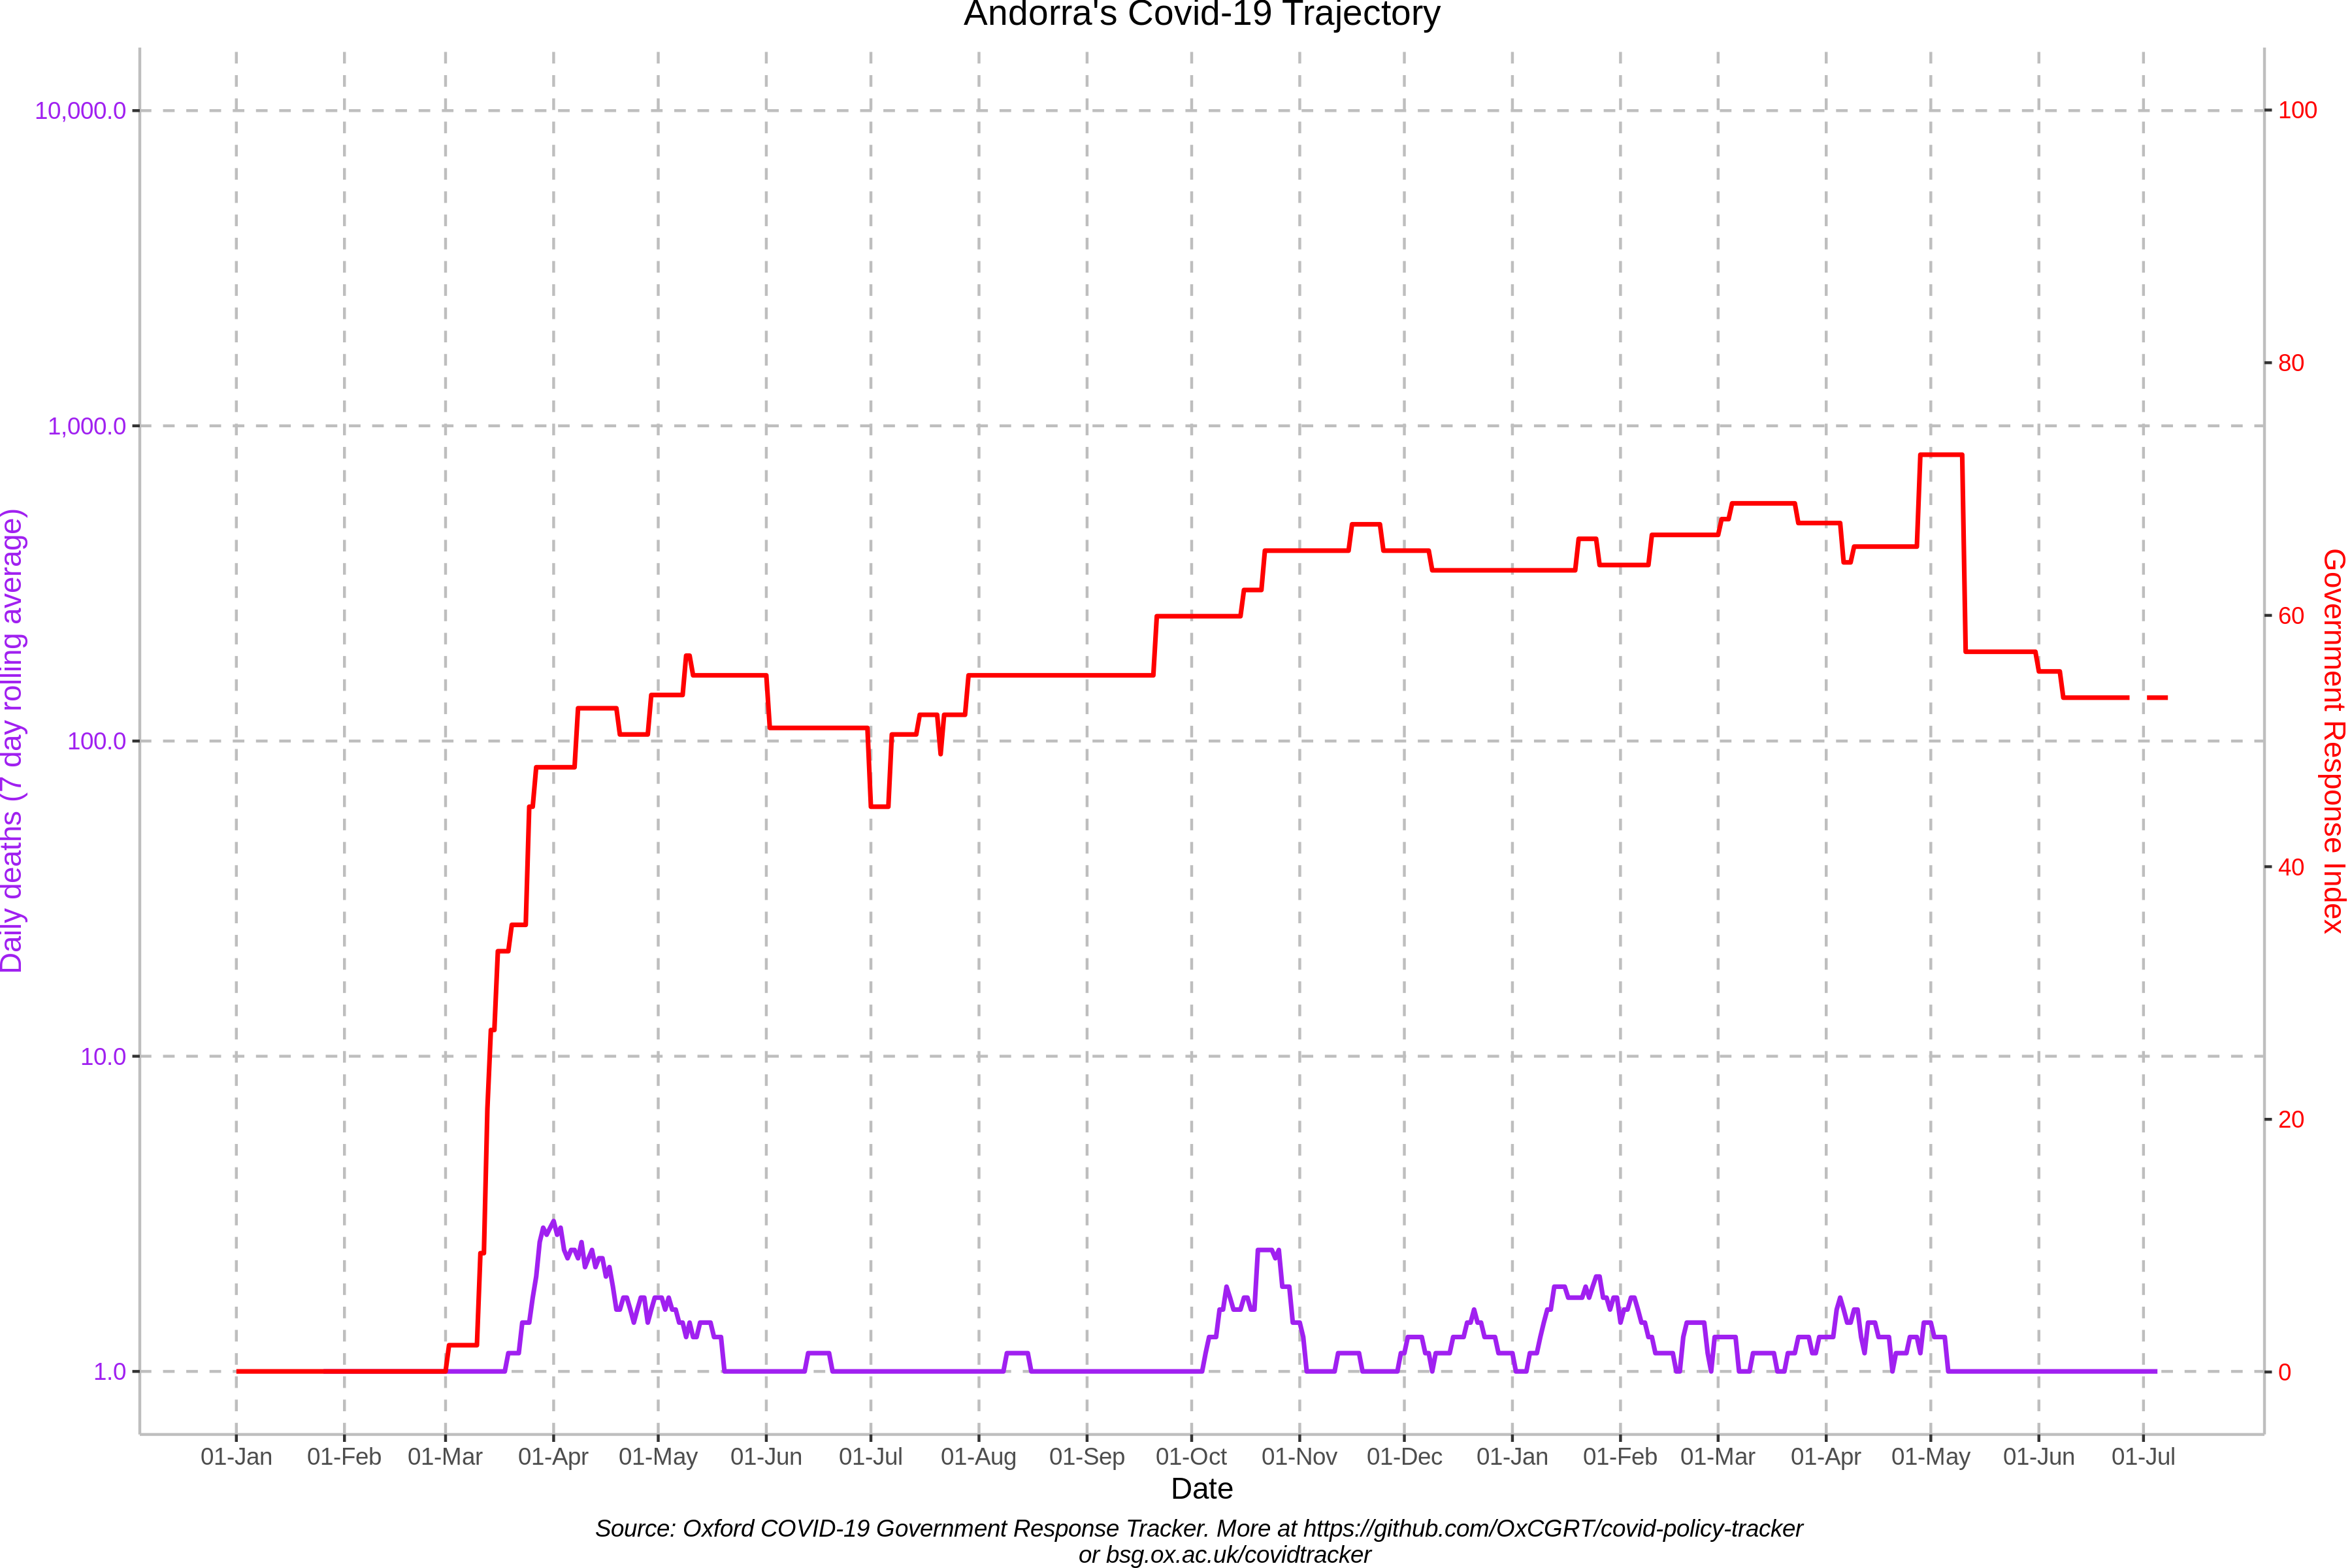 Andorra's Covid-19 Trajectory
10,000.0
1,000.0
100.0
10.0
1.0
Daily deaths (7 day rolling average)
100
80
60
40
20
0
Government Response Index
01-Jan 01-Feb 01-Mar 01-Apr 01-May 01-Jun 01-Jul 01-Aug 01-Sep 01-Oct 01-Nov 01-Dec 01-Jan 01-Feb 01-Mar 01-Apr 01-May 01-Jun 01-Jul
Date
Source: Oxford COVID-19 Government Response Tracker. More at https://github.com/OxCGRT/covid-policy-tracker
or bsg.ox.ac.uk/covidtracker